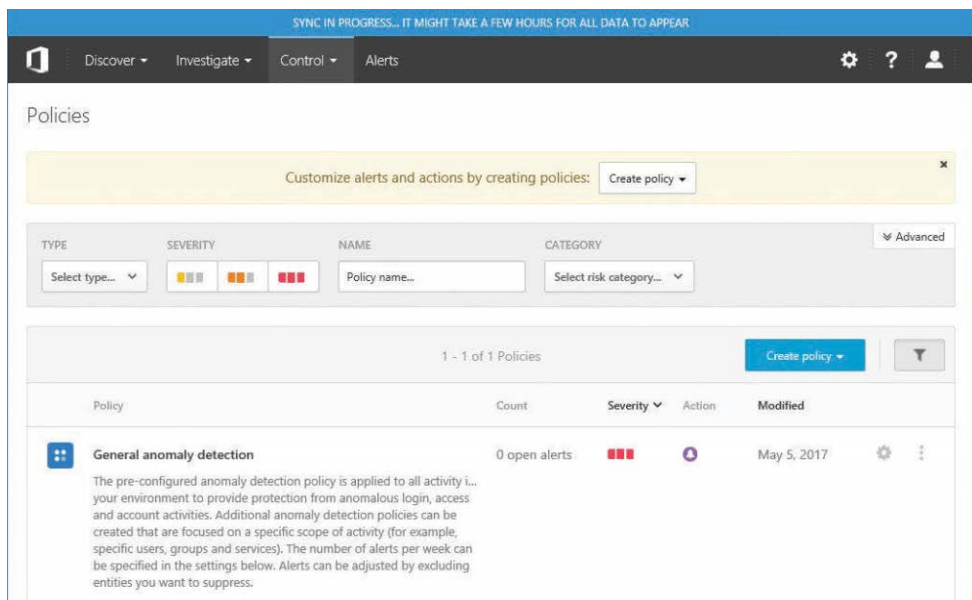 SYNC IN PROGRESS... IT MIGHT TAKE A FEW HOURS FOR ALL DATA TO APPEAR
Discover Investigate Control Alerts ?
Policies
Customize alerts and actions by creating policies: Create policy
TYPE SEVERITY NAME CATEGORY Advanced
Select type... Policy name... Select risk category...
1 - 1 of 1 Policies Create policy
Policy Count Severity Action Modified
General anomaly detection 0 open alerts May 5, 2017
The pre-configured anomaly detection policy is applied to all activity i...
your environment to provide protection from anomalous login, access
and account activities. Additional anomaly detection policies can be
created that are focused on a specific scope of activity (for example,
specific users, groups and services). The number of alerts per week can
be specified in the settings below. Alerts can be adjusted by excluding
entities you want to suppress.